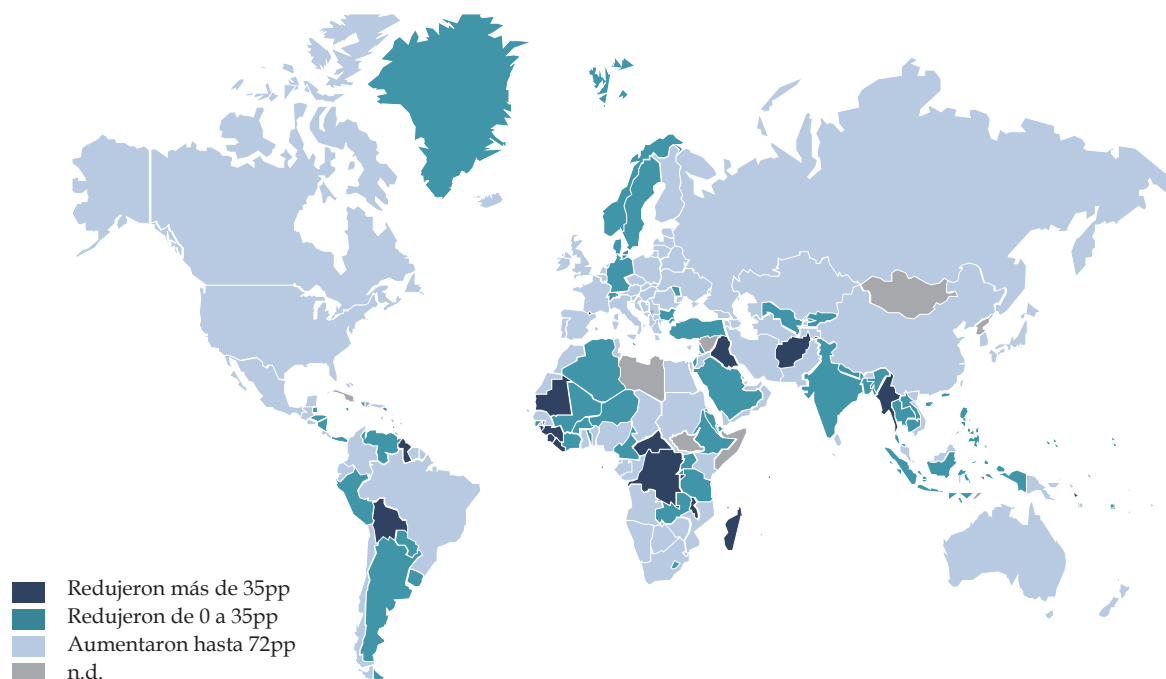 Redujeron más de 35pp
Redujeron de 0 a 35pp
Aumentaron hasta 72pp
n.d.